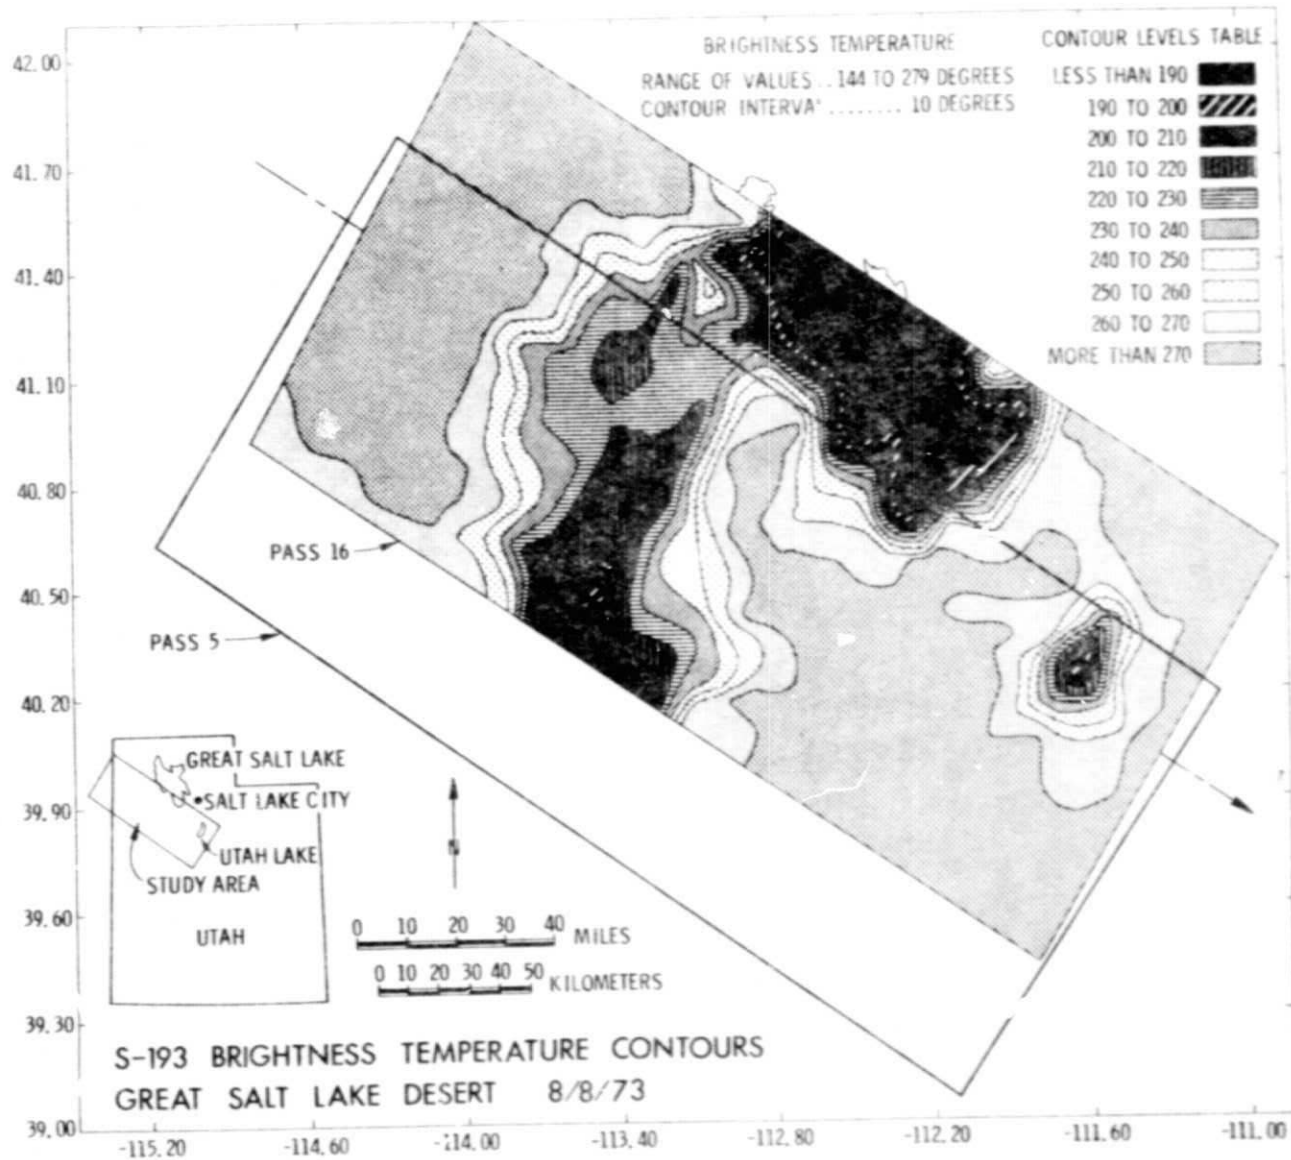 BRIGHTNESS TEMPERATURE
RANGE OF VALUES .. 144 TO 279 DEGREES
CONTOUR INTERVA' ........ 10 DEGREES
CONTOUR LEVELS TABLE
LESS THAN 190
190 TO 200
200 TO 210
210 TO 220
220 TO 230
230 TO 240
240 TO 250
250 TO 260
260 TO 270
MORE THAN 270
42.00
41.70
41.40
41.10
40.80
40.50
40.20
39.90
39.60
39.30
39.00
PASS 16
PASS 5
GREAT SALT LAKE
SALT LAKE CITY
UTAH LAKE
STUDY AREA
UTAH
N
0 10 20 30 40 MILES
0 10 20 30 40 50 KILOMETERS
S-193 BRIGHTNESS TEMPERATURE CONTOURS
GREAT SALT LAKE DESERT 8/8/73
-115.20 -114.60 -114.00 -113.40 -112.80 -112.20 -111.60 -111.00